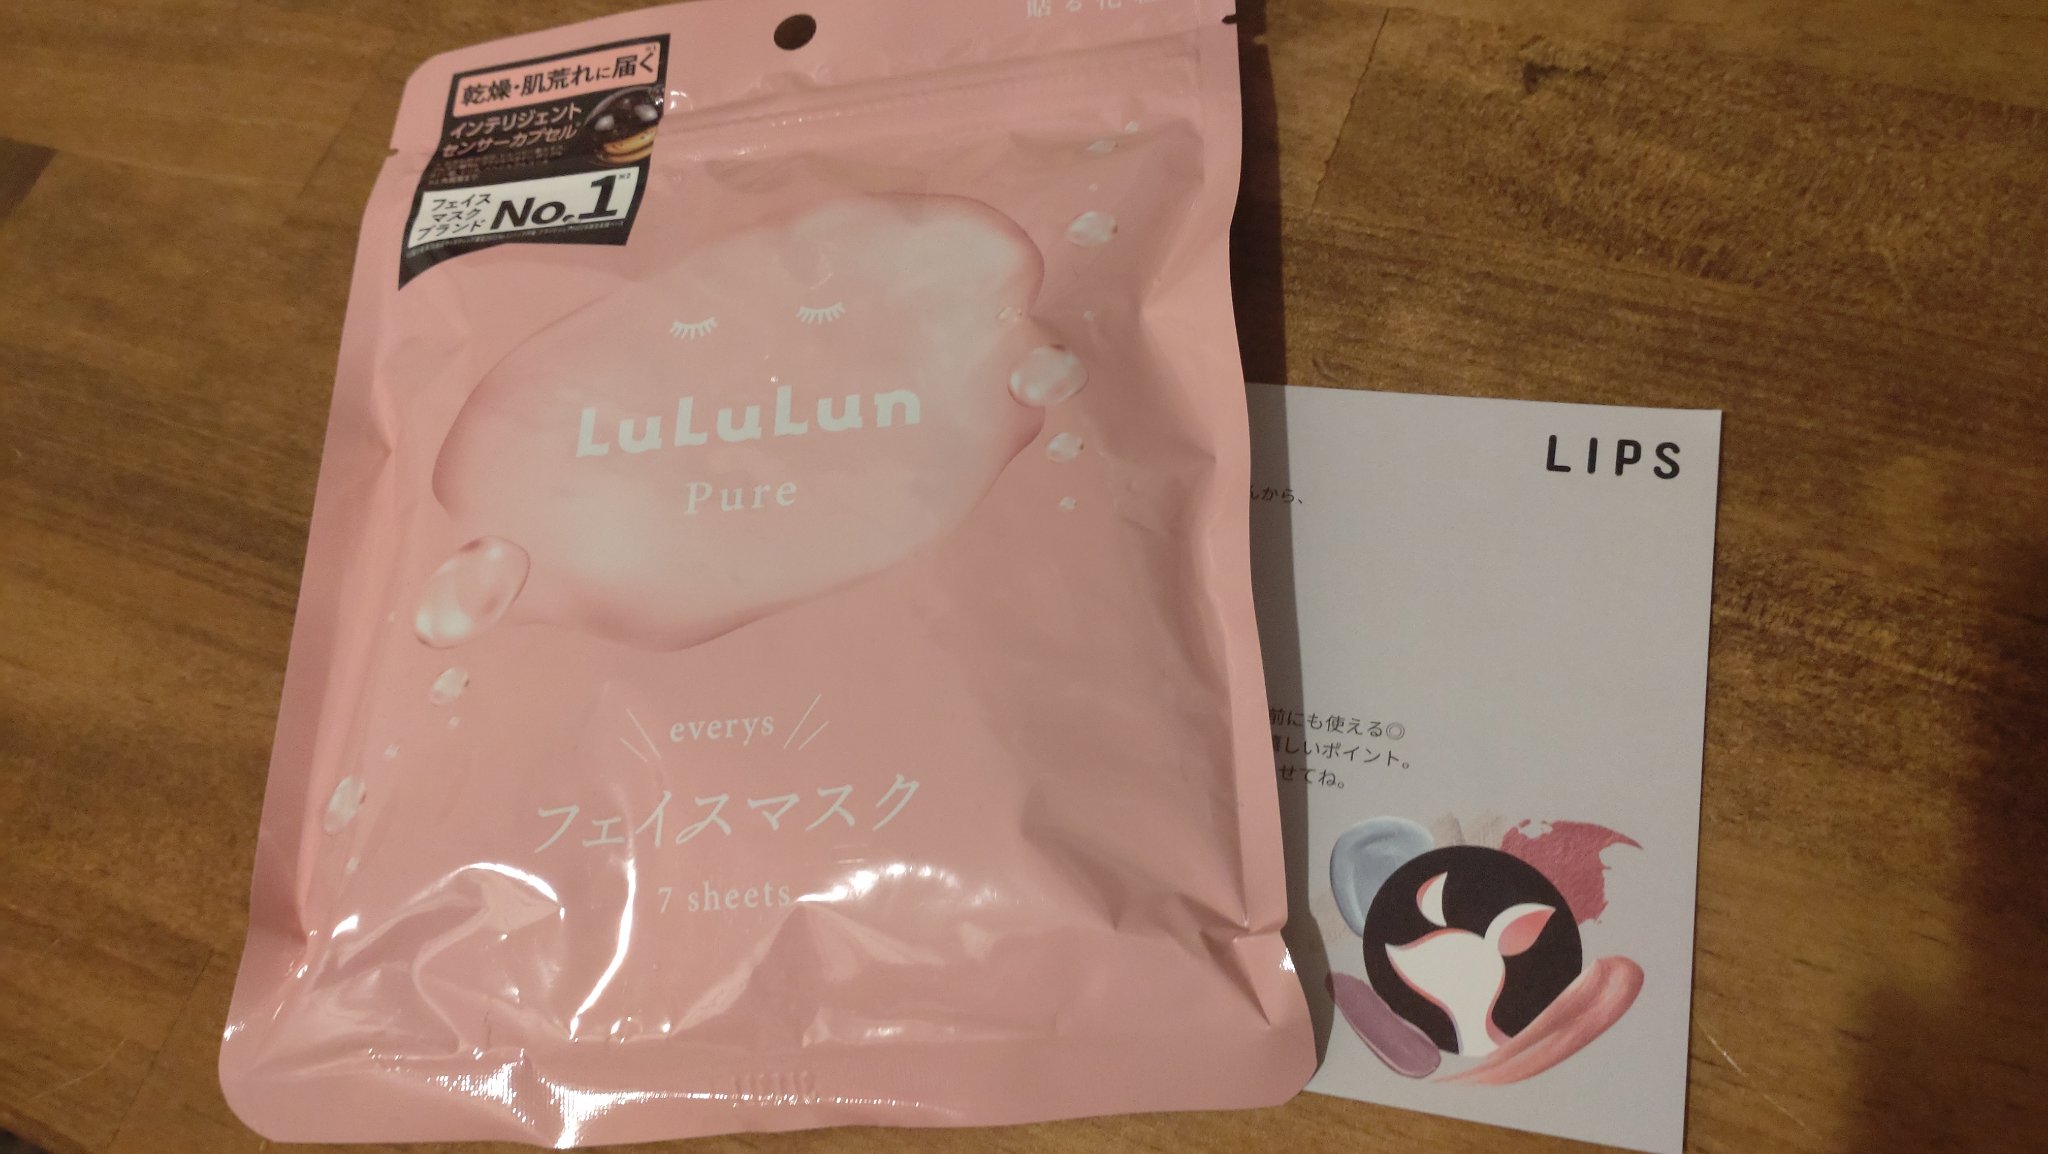 乾燥・肌荒れに届く
インテリジェント
センサーカプセル
フェイス
マスク
ブランド
No.1
LuLuLun
Pure
everys
フェイスマスク
7 sheets
LIPS
から、
前にも使える◎
しいポイント。
せてね。